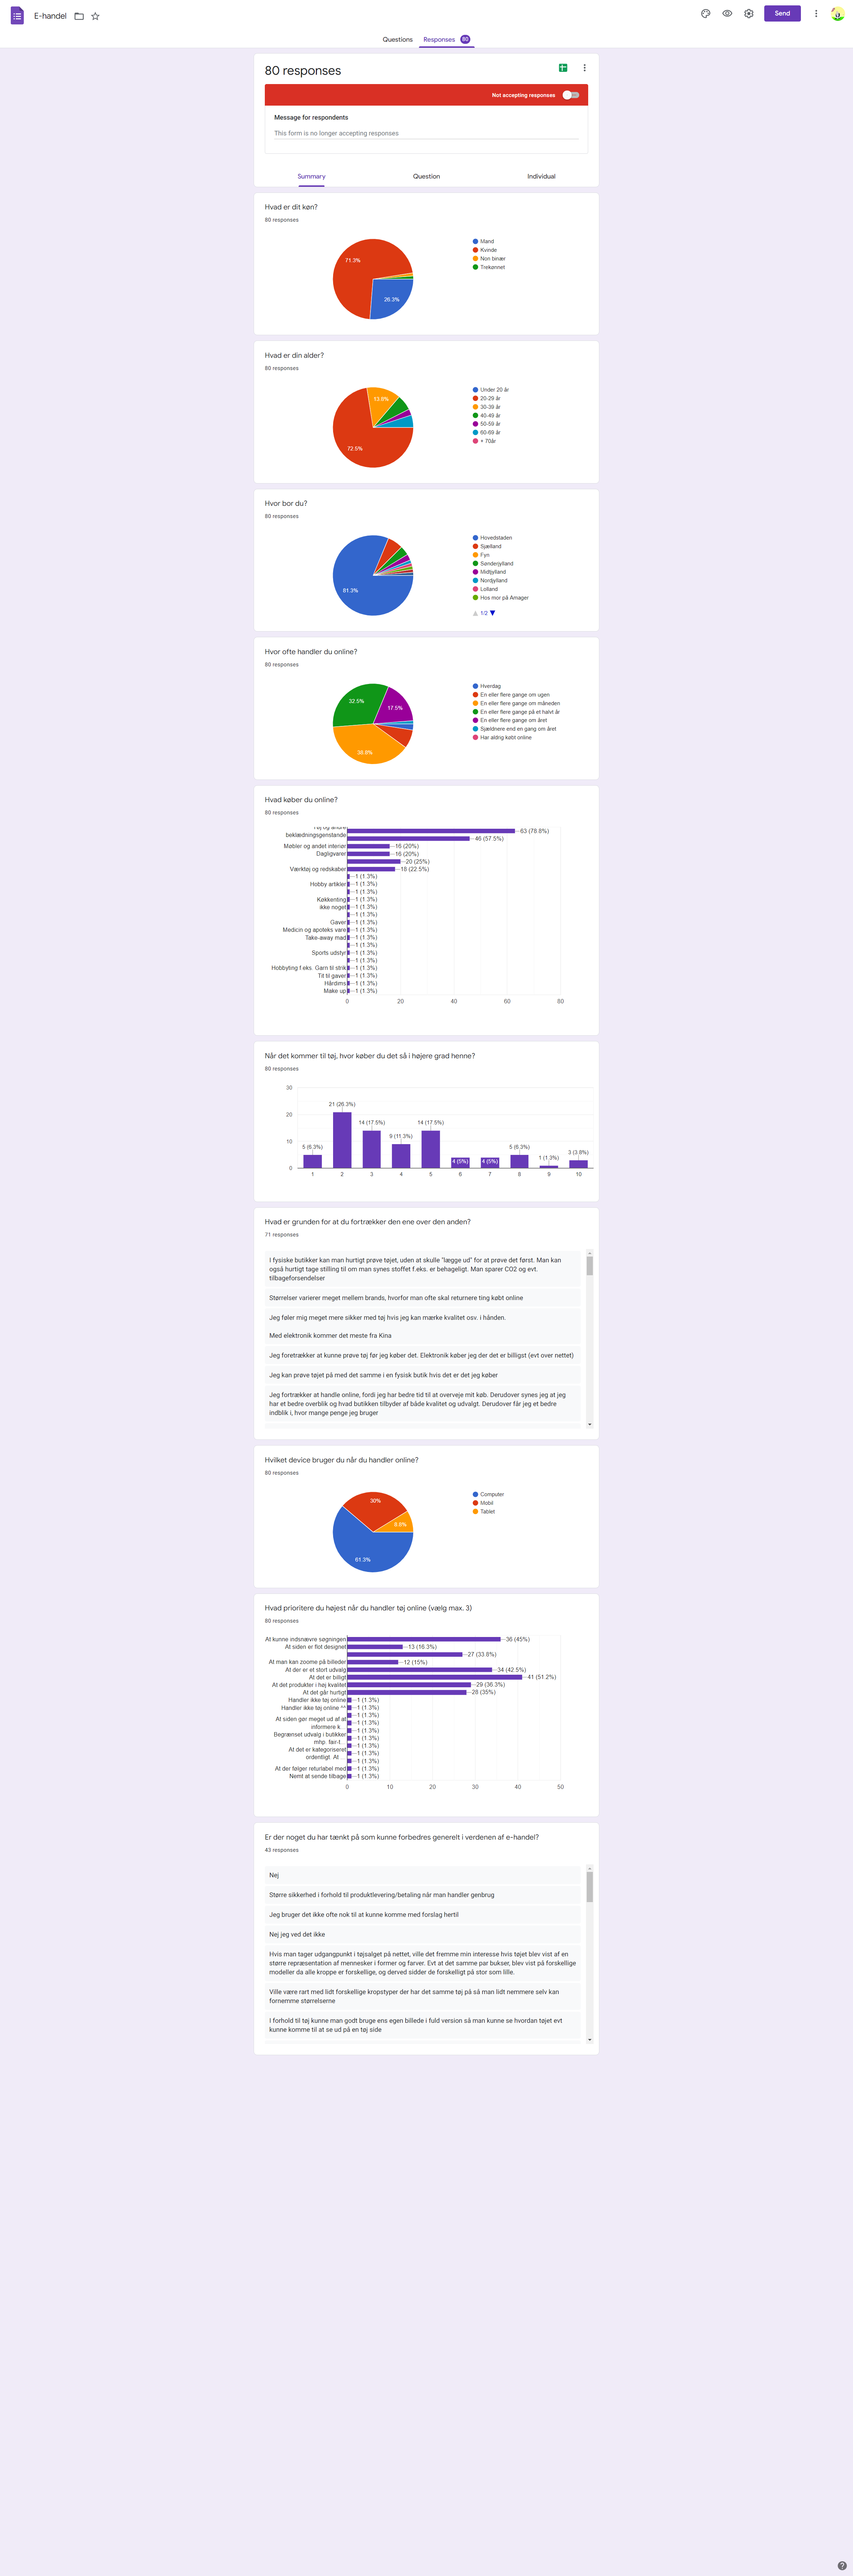 E-handel
Send
Questions
Responses 80
80 responses
Not accepting responses
Message for respondents
This form is no longer accepting responses
Summary
Question
Individual
Hvad er dit køn?
80 responses
71.3%
26.3%
Mand
Kvinde
Non binær
Trekønnet
Hvad er din alder?
80 responses
13.8%
72.5%
Under 20 år
20-29 år
30-39 år
40-49 år
50-59 år
60-69 år
+ 70år
Hvor bor du?
80 responses
81.3%
Hovedstaden
Sjælland
Fyn
Sønderjylland
Midtjylland
Nordjylland
Lolland
Hos mor på Amager
1/2
Hvor ofte handler du online?
80 responses
32.5%
17.5%
38.8%
Hverdag
En eller flere gange om ugen
En eller flere gange om måneden
En eller flere gange på et halvt år
En eller flere gange om året
Sjældnere end en gang om året
Har aldrig købt online
Hvad køber du online?
80 responses
Tøj og andre
beklædningsgenstande
63 (78.8%)
46 (57.5%)
Møbler og andet interiør
16 (20%)
Dagligvarer
16 (20%)
20 (25%)
Værktøj og redskaber
18 (22.5%)
1 (1.3%)
Hobby artikler
1 (1.3%)
1 (1.3%)
Køkkenting
1 (1.3%)
ikke noget
1 (1.3%)
1 (1.3%)
Gaver
1 (1.3%)
Medicin og apoteks vare
1 (1.3%)
Take-away mad
1 (1.3%)
1 (1.3%)
Sports udstyr
1 (1.3%)
1 (1.3%)
Hobbyting f.eks. Garn til strik
1 (1.3%)
Tit til gaver
1 (1.3%)
Hårdims
1 (1.3%)
Make up
1 (1.3%)
0 20 40 60 80
Når det kommer til tøj, hvor køber du det så i højere grad henne?
80 responses
30
20
10
0
5 (6.3%)
21 (26.3%)
14 (17.5%)
9 (11.3%)
14 (17.5%)
4 (5%)
4 (5%)
5 (6.3%)
1 (1.3%)
3 (3.8%)
1 2 3 4 5 6 7 8 9 10
Hvad er grunden for at du fortrækker den ene over den anden?
71 responses
I fysiske butikker kan man hurtigt prøve tøjet, uden at skulle "lægge ud" for at prøve det først. Man kan
også hurtigt tage stilling til om man synes stoffet f.eks. er behageligt. Man sparer CO2 og evt.
tilbageforsendelser
Størrelser varierer meget mellem brands, hvorfor man ofte skal returnere ting købt online
Jeg føler mig meget mere sikker med tøj hvis jeg kan mærke kvalitet osv. i hånden.
Med elektronik kommer det meste fra Kina
Jeg foretrækker at kunne prøve tøj før jeg køber det. Elektronik køber jeg der det er billigst (evt over nettet)
Jeg kan prøve tøjet på med det samme i en fysisk butik hvis det er det jeg køber
Jeg fortrækker at handle online, fordi jeg har bedre tid til at overveje mit køb. Derudover synes jeg at jeg
har et bedre overblik og hvad butikken tilbyder af både kvalitet og udvalgt. Derudover får jeg et bedre
indblik i, hvor mange penge jeg bruger
Hvilket device bruger du når du handler online?
80 responses
30%
8.8%
61.3%
Computer
Mobil
Tablet
Hvad prioritere du højest når du handler tøj online (vælg max. 3)
80 responses
At kunne indsnævre søgningen
36 (45%)
At siden er flot designet
13 (16.3%)
27 (33.8%)
At man kan zoome på billeder
12 (15%)
At der er et stort udvalg
34 (42.5%)
At det er billigt
41 (51.2%)
At det produkter i høj kvalitet
29 (36.3%)
At det går hurtigt
28 (35%)
Handler ikke tøj online
1 (1.3%)
Handler ikke tøj online ^^
1 (1.3%)
1 (1.3%)
At siden gør meget ud af at
informere k…
1 (1.3%)
1 (1.3%)
Begrænset udvalg i butikker
mhp. fair-t…
1 (1.3%)
1 (1.3%)
At det er kategoriseret
ordentligt. At…
1 (1.3%)
1 (1.3%)
At der følger returlabel med
1 (1.3%)
Nemt at sende tilbage
1 (1.3%)
0 10 20 30 40 50
Er der noget du har tænkt på som kunne forbedres generelt i verdenen af e-handel?
43 responses
Nej
Større sikkerhed i forhold til produktlevering/betaling når man handler genbrug
Jeg bruger det ikke ofte nok til at kunne komme med forslag hertil
Nej jeg ved det ikke
Hvis man tager udgangpunkt i tøjsalget på nettet, ville det fremme min interesse hvis tøjet blev vist af en
større repræsentation af mennesker i former og farver. Evt at det samme par bukser, blev vist på forskellige
modeller da alle kroppe er forskellige, og derved sidder de forskelligt på stor som lille.
Ville være rart med lidt forskellige kropstyper der har det samme tøj på så man lidt nemmere selv kan
fornemme størrelserne
I forhold til tøj kunne man godt bruge ens egen billede i fuld version så man kunne se hvordan tøjet evt
kunne komme til at se ud på en tøj side